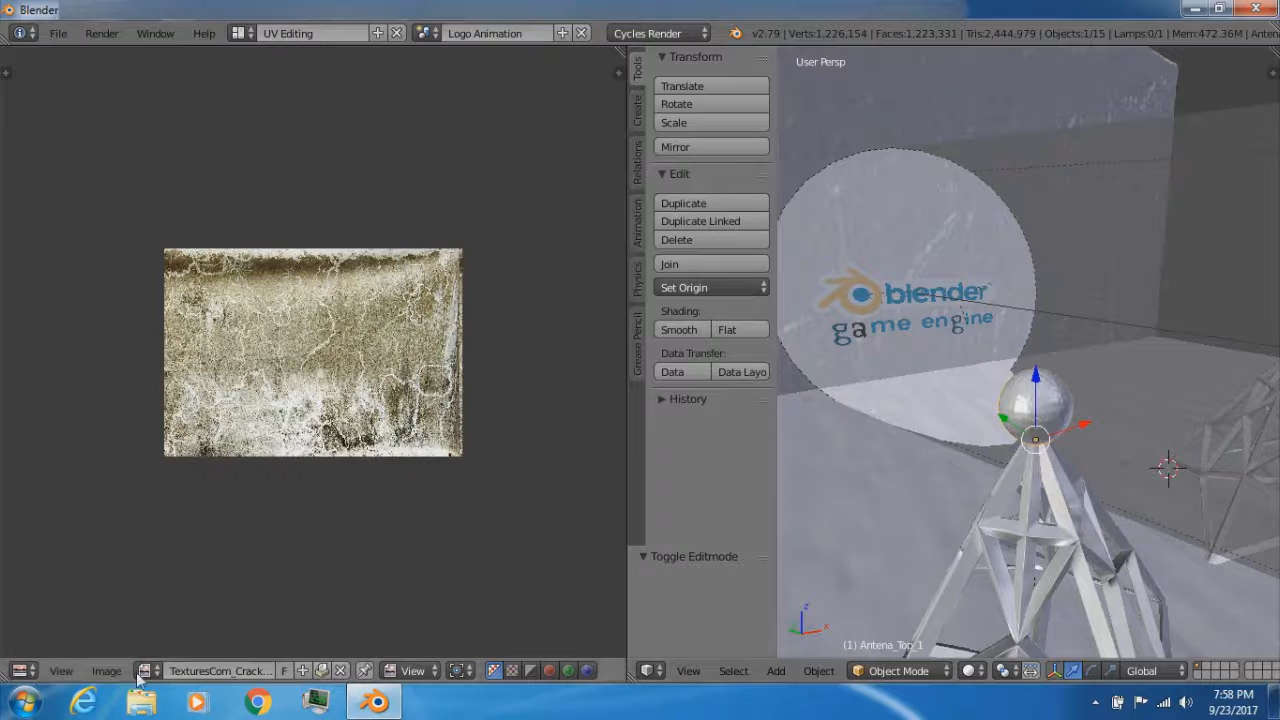 Blender
File Render Window Help UV Editing Logo Animation Cycles Render v2.79 | Verts:1,226,154 | Faces:1,223,331 | Tris:2,444,979 | Objects:1/15 | Lamps:0/1 | Mem:472.36M | Anten
Tools
Create
Relations
Animation
Physics
Grease Pencil
Transform
Translate
Rotate
Scale
Mirror
Edit
Duplicate
Duplicate Linked
Delete
Join
Set Origin
Shading:
Smooth Flat
Data Transfer:
Data Data Layo
History
Toggle Editmode
User Persp
blender
game engine
z
x
(1) Antena_Top_1
View Image TexturesCom_Crack... F View
View Select Add Object Object Mode Global
7:58 PM
9/23/2017